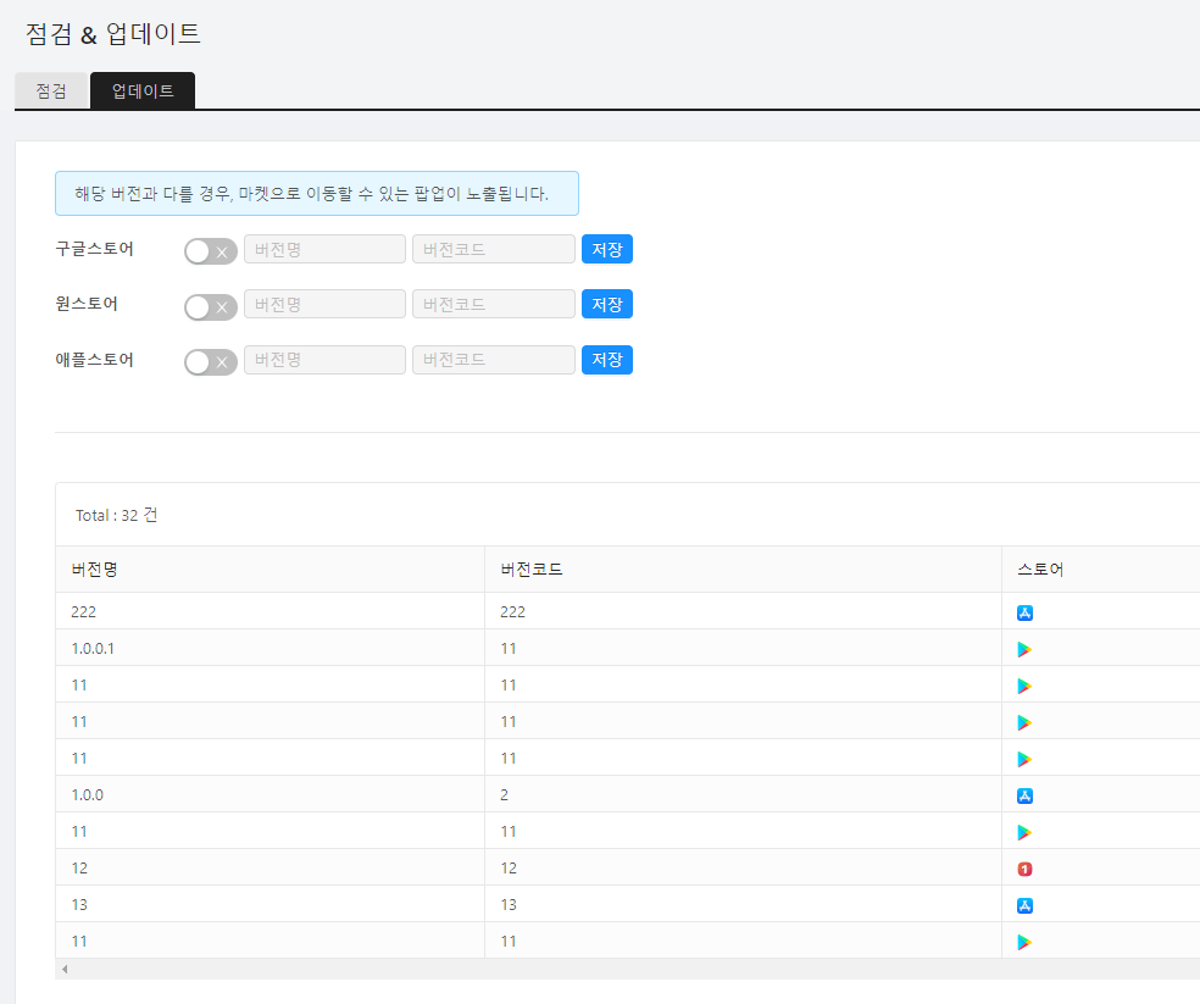 점검 & 업데이트
점검 업데이트
해당 버전과 다를 경우, 마켓으로 이동할 수 있는 팝업이 노출됩니다.
구글스토어 버전명 버전코드 저장
원스토어 버전명 버전코드 저장
애플스토어 버전명 버전코드 저장
Total : 32 건
버전명 버전코드 스토어
222 222
1.0.0.1 11
11 11
11 11
11 11
1.0.0 2
11 11
12 12 1
13 13
11 11